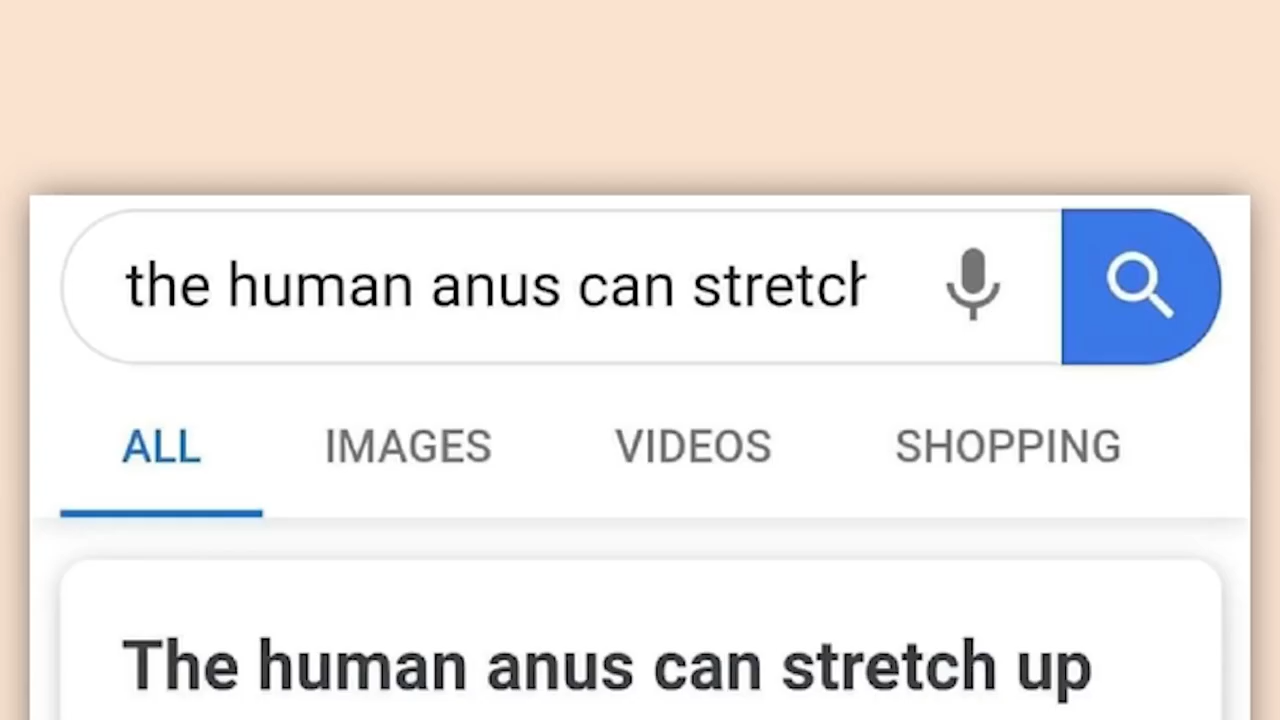 the human anus can stretch
ALL IMAGES VIDEOS SHOPPING
The human anus can stretch up